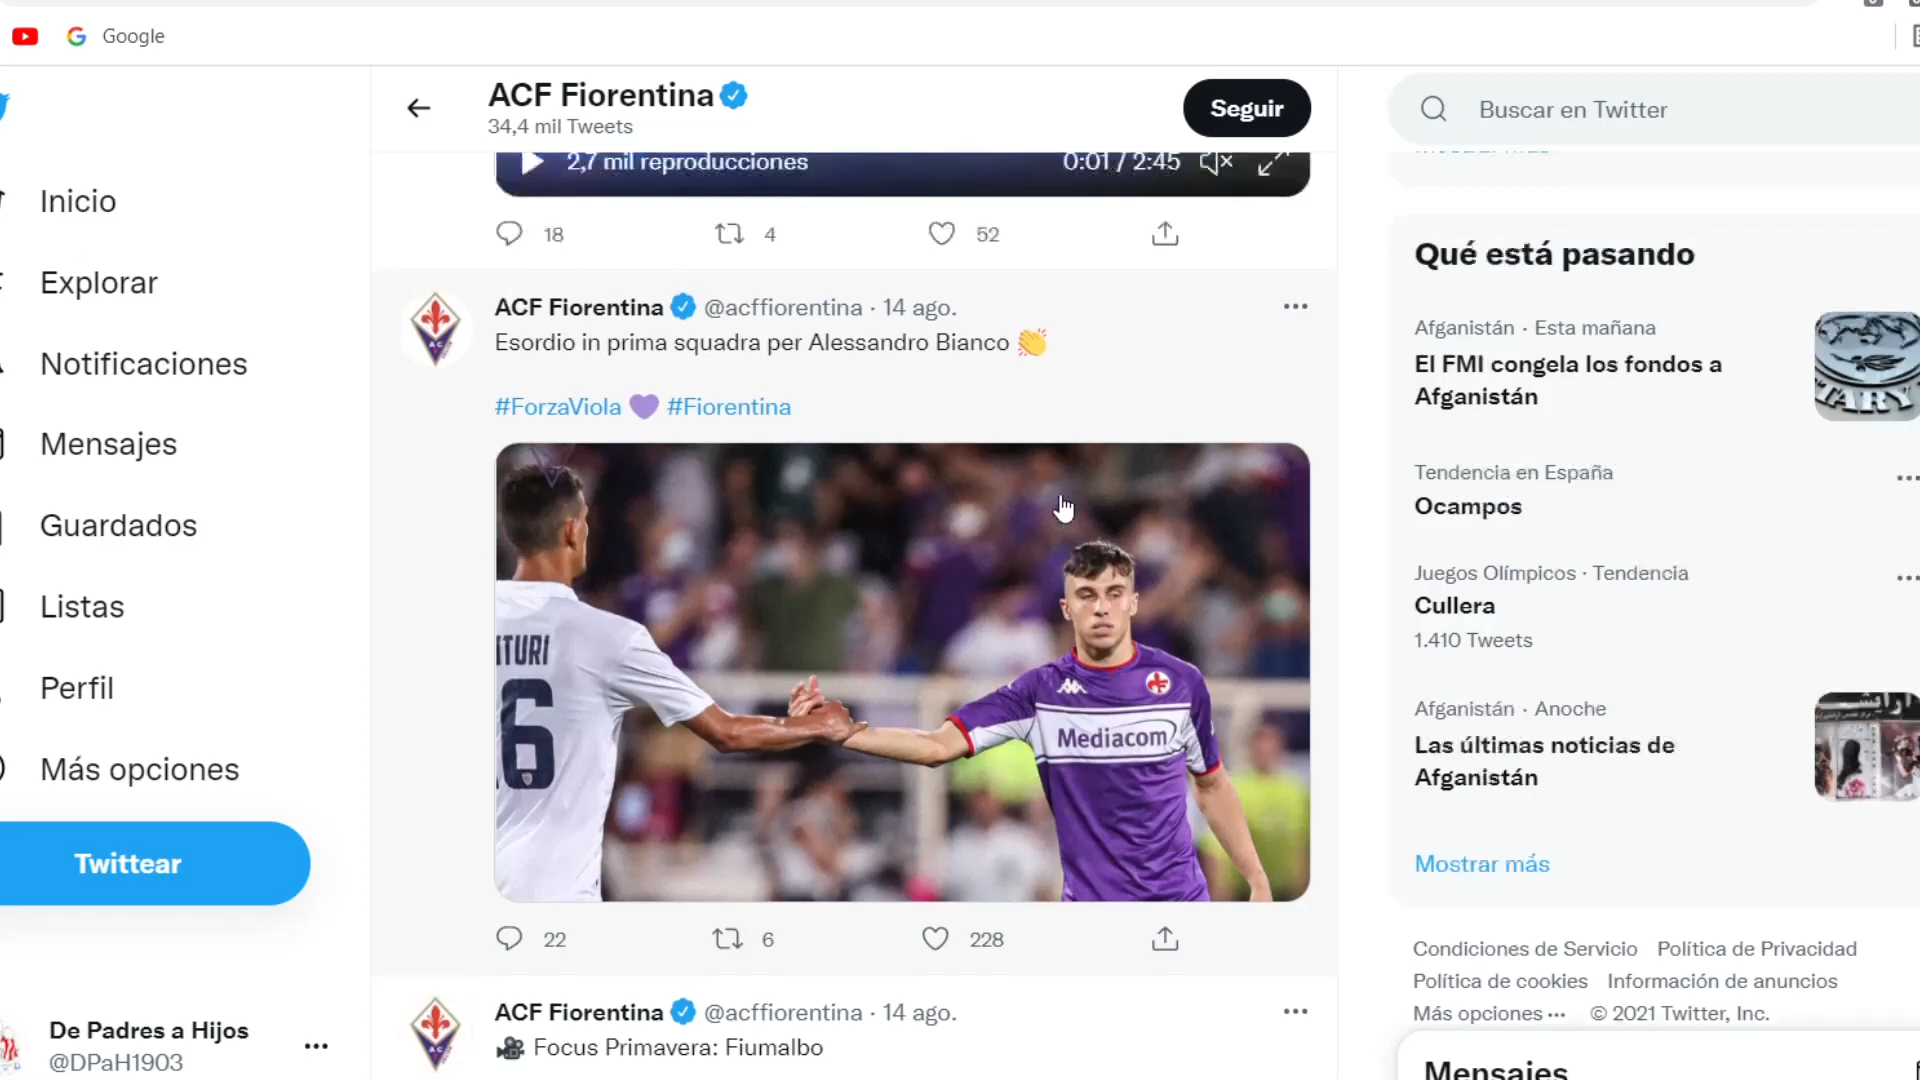 Google
ACF Fiorentina
34,4 mil Tweets
Seguir
2,7 mil reproducciones
0:01 / 2:45
18
4
52
ACF Fiorentina @acffiorentina · 14 ago.
Esordio in prima squadra per Alessandro Bianco 👏
#ForzaViola 💜 #Fiorentina
ITURI
6
Mediacom
22
6
228
ACF Fiorentina @acffiorentina · 14 ago.
🎥 Focus Primavera: Fiumalbo
Inicio
Explorar
Notificaciones
Mensajes
Guardados
Listas
Perfil
Más opciones
Twittear
De Padres a Hijos
@DPaH1903
Buscar en Twitter
Qué está pasando
Afganistán · Esta mañana
El FMI congela los fondos a
Afganistán
TARY
Tendencia en España
Ocampos
Juegos Olímpicos · Tendencia
Cullera
1.410 Tweets
Afganistán · Anoche
Las últimas noticias de
Afganistán
Mostrar más
Condiciones de Servicio Política de Privacidad
Política de cookies Información de anuncios
Más opciones ··· © 2021 Twitter, Inc.
Mensajes